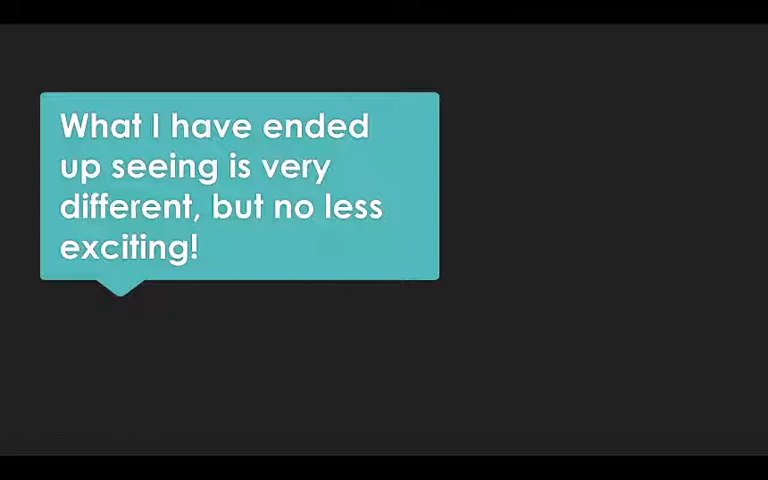 What I have ended
up seeing is very
different, but no less
exciting!